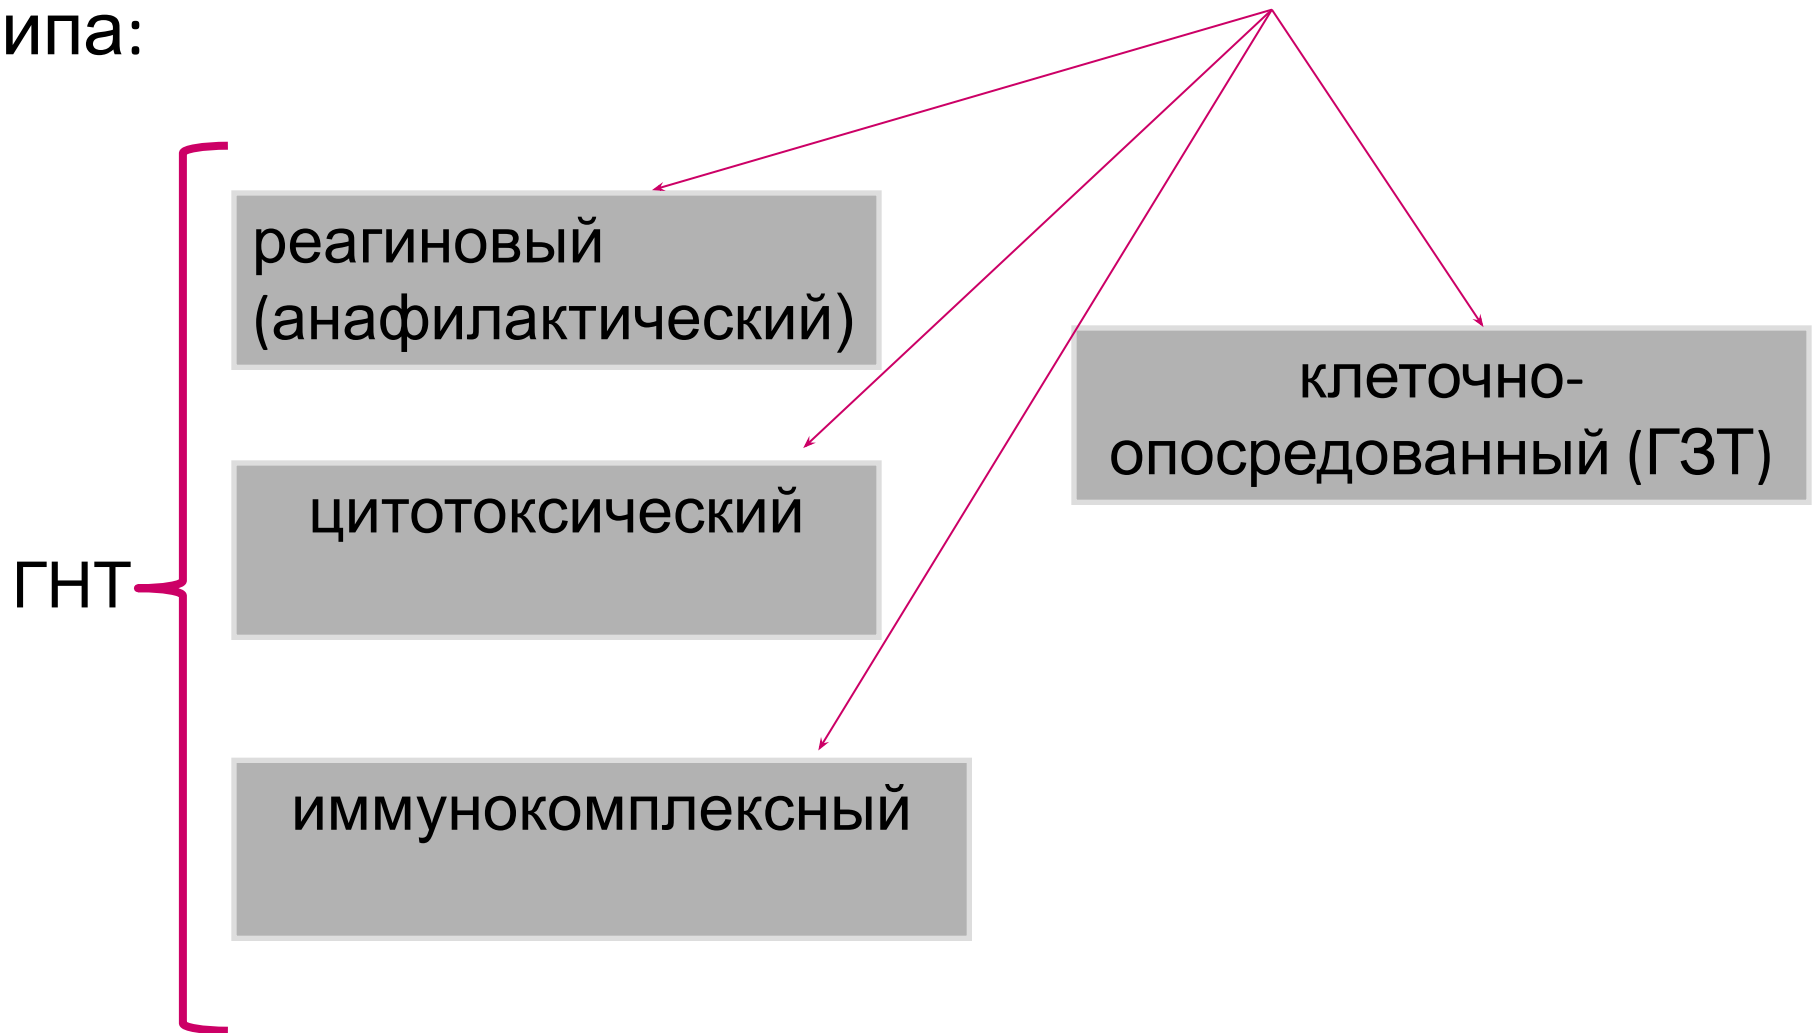 ипа:
реагиновый
(анафилактический)
клеточно-
опосредованный (ГЗТ)
цитотоксический
ГНТ
иммунокомплексный